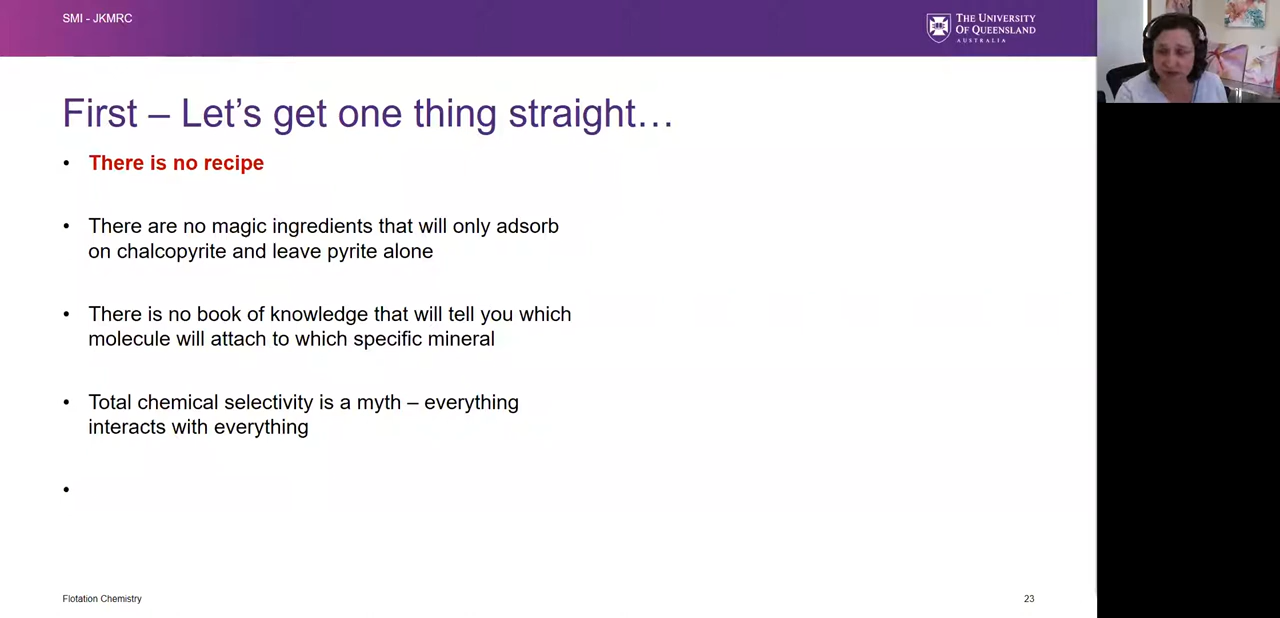 SMI - JKMRC
THE UNIVERSITY
OF QUEENSLAND
AUSTRALIA
First – Let's get one thing straight…
• There is no recipe
• There are no magic ingredients that will only adsorb
on chalcopyrite and leave pyrite alone
• There is no book of knowledge that will tell you which
molecule will attach to which specific mineral
• Total chemical selectivity is a myth – everything
interacts with everything
•
Flotation Chemistry
23